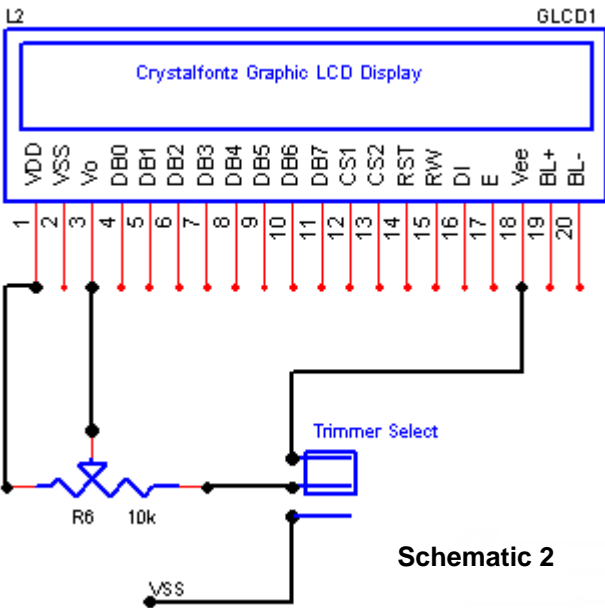 L2 GLCD1
Crystalfontz Graphic LCD Display
VDD VSS Vo DB0 DB1 DB2 DB3 DB4 DB5 DB6 DB7 CS1 CS2 RST RW DI E Vee BL+ BL-
1 2 3 4 5 6 7 8 9 10 11 12 13 14 15 16 17 18 19 20
Trimmer Select
R6 10k
Schematic 2
VSS